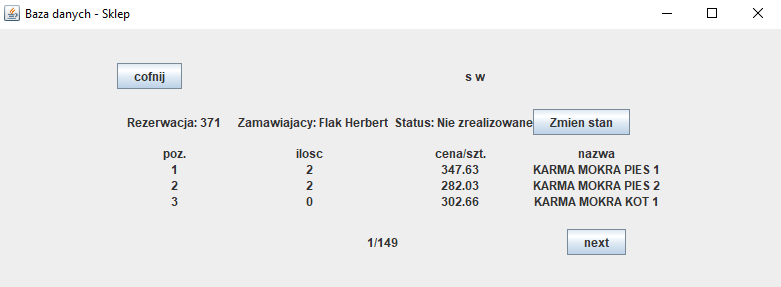 Baza danych - Sklep
cofnij s w
Rezerwacja: 371 Zamawiajacy: Flak Herbert Status: Nie zrealizowane Zmien stan
poz. ilosc cena/szt. nazwa
1 2 347.63 KARMA MOKRA PIES 1
2 2 282.03 KARMA MOKRA PIES 2
3 0 302.66 KARMA MOKRA KOT 1
1/149 next